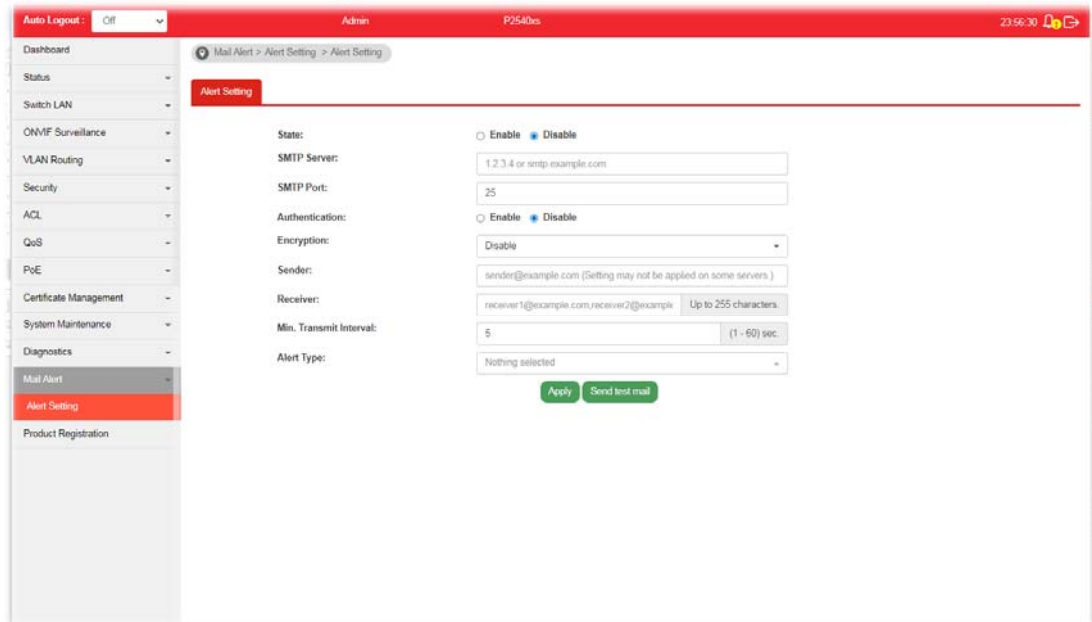 Auto Logout : Off Admin P2540xs 23:56:30 1
Mail Alert > Alert Setting > Alert Setting
Dashboard
Status
Switch LAN
ONVIF Surveillance
VLAN Routing
Security
ACL
QoS
PoE
Certificate Management
System Maintenance
Diagnostics
Mail Alert
Alert Setting
Product Registration
Alert Setting
State: Enable Disable
SMTP Server: 1.2.3.4 or smtp.example.com
SMTP Port: 25
Authentication: Enable Disable
Encryption: Disable
Sender: sender@example.com (Setting may not be applied on some servers.)
Receiver: receiver1@example.com,receiver2@example Up to 255 characters.
Min. Transmit Interval: 5 (1 - 60) sec.
Alert Type: Nothing selected
Apply Send test mail